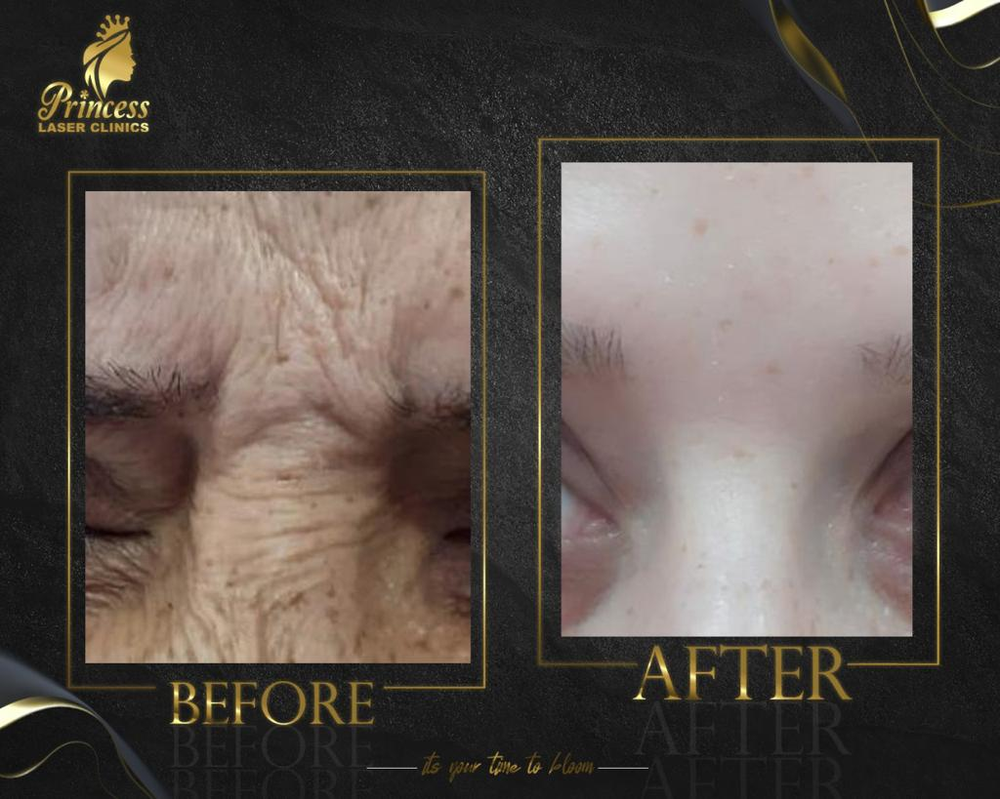 Princess
LASER CLINICS
BEFORE
AFTER
its your time to bloom